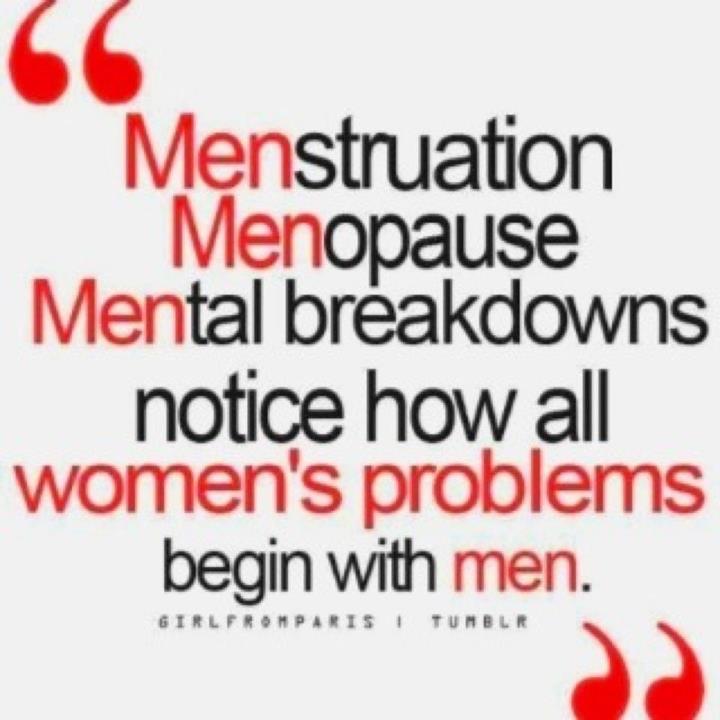 “
Menstruation
Menopause
Mental breakdowns
notice how all
women's problems
begin with men.
GIRLFROMPARIS | TUMBLR
”